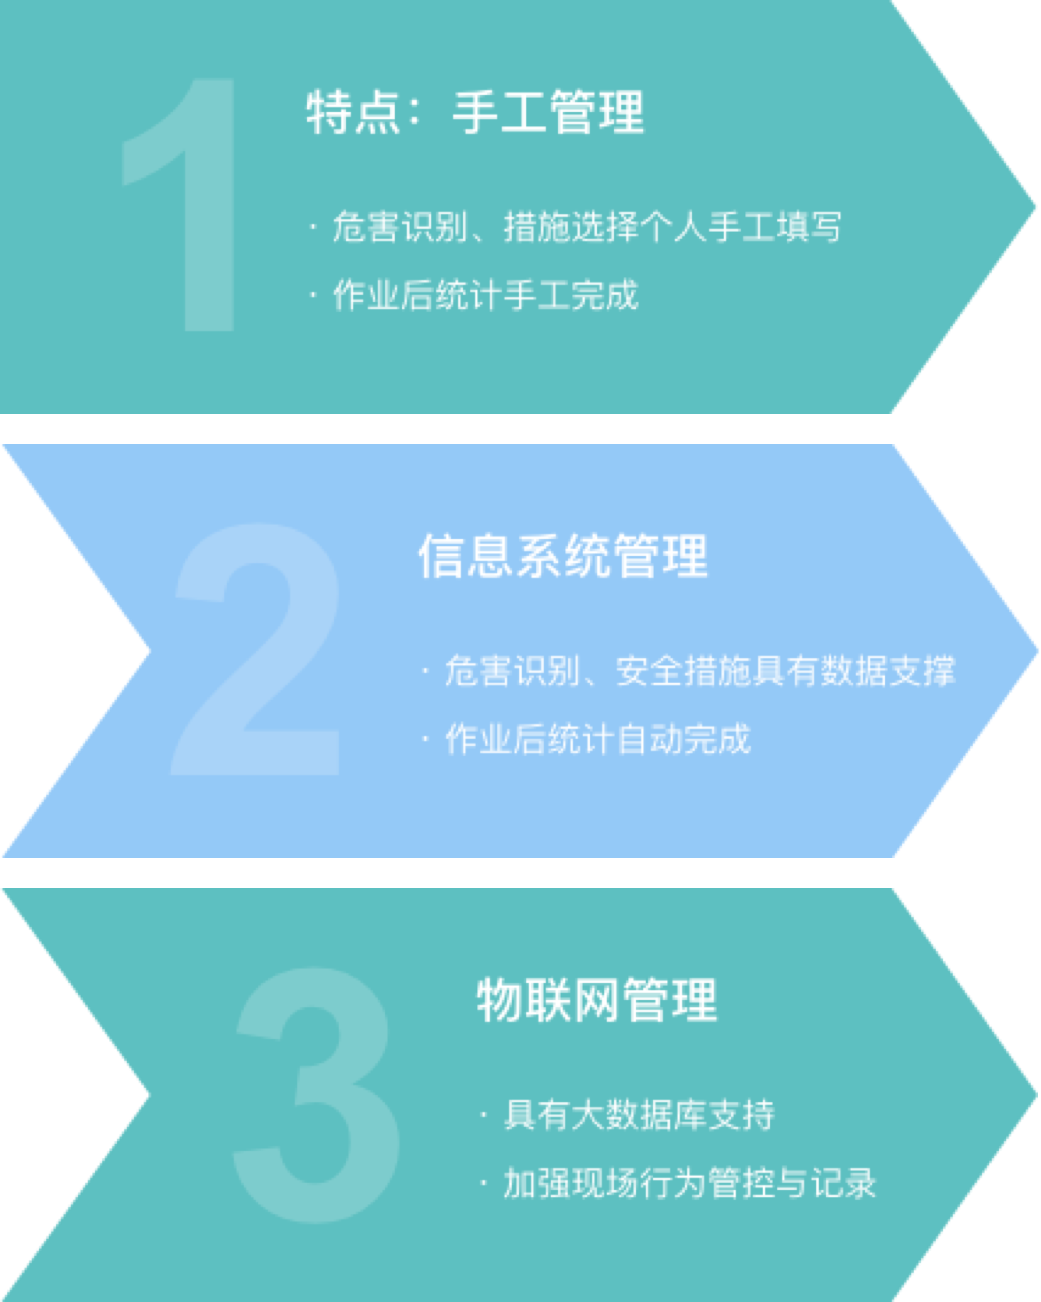 1
特点：手工管理
· 危害识别、措施选择个人手工填写
· 作业后统计手工完成
2
信息系统管理
· 危害识别、安全措施具有数据支撑
· 作业后统计自动完成
3
物联网管理
· 具有大数据库支持
· 加强现场行为管控与记录